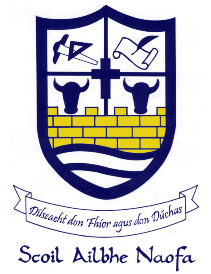 Dílseacht don Fhíor agus don Dúchas
Scoil Ailbhe Naofa